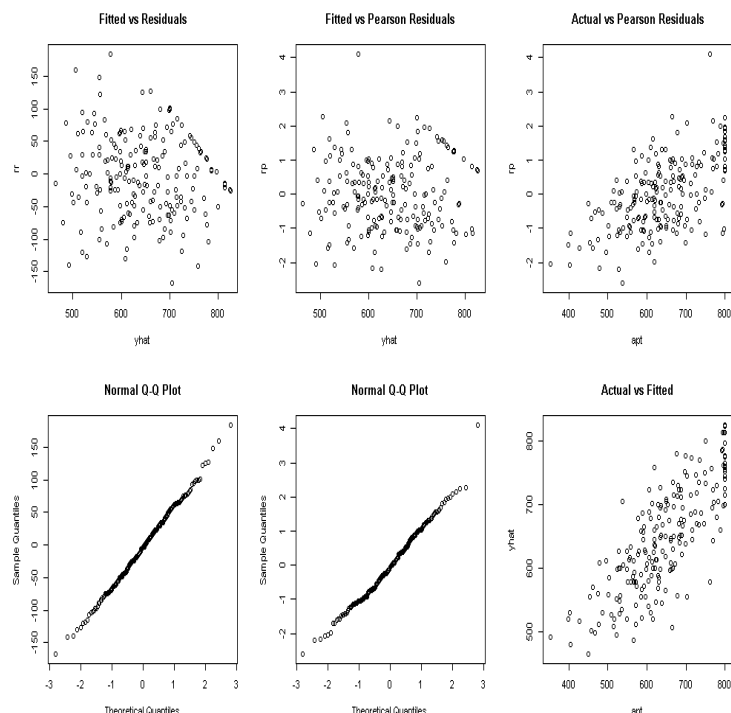 Fitted vs Residuals
Fitted vs Pearson Residuals
Actual vs Pearson Residuals
rr
150
100
50
0
-50
-100
-150
500 600 700 800
yhat
rp
4
3
2
1
0
-1
-2
500 600 700 800
yhat
rp
4
3
2
1
0
-1
-2
400 500 600 700 800
apt
Normal Q-Q Plot
Normal Q-Q Plot
Actual vs Fitted
Sample Quantiles
150
100
50
0
-50
-100
-150
-3 -2 -1 0 1 2 3
Theoretical Quantiles
Sample Quantiles
4
3
2
1
0
-1
-2
-3 -2 -1 0 1 2 3
Theoretical Quantiles
yhat
800
700
600
500
400 500 600 700 800
apt